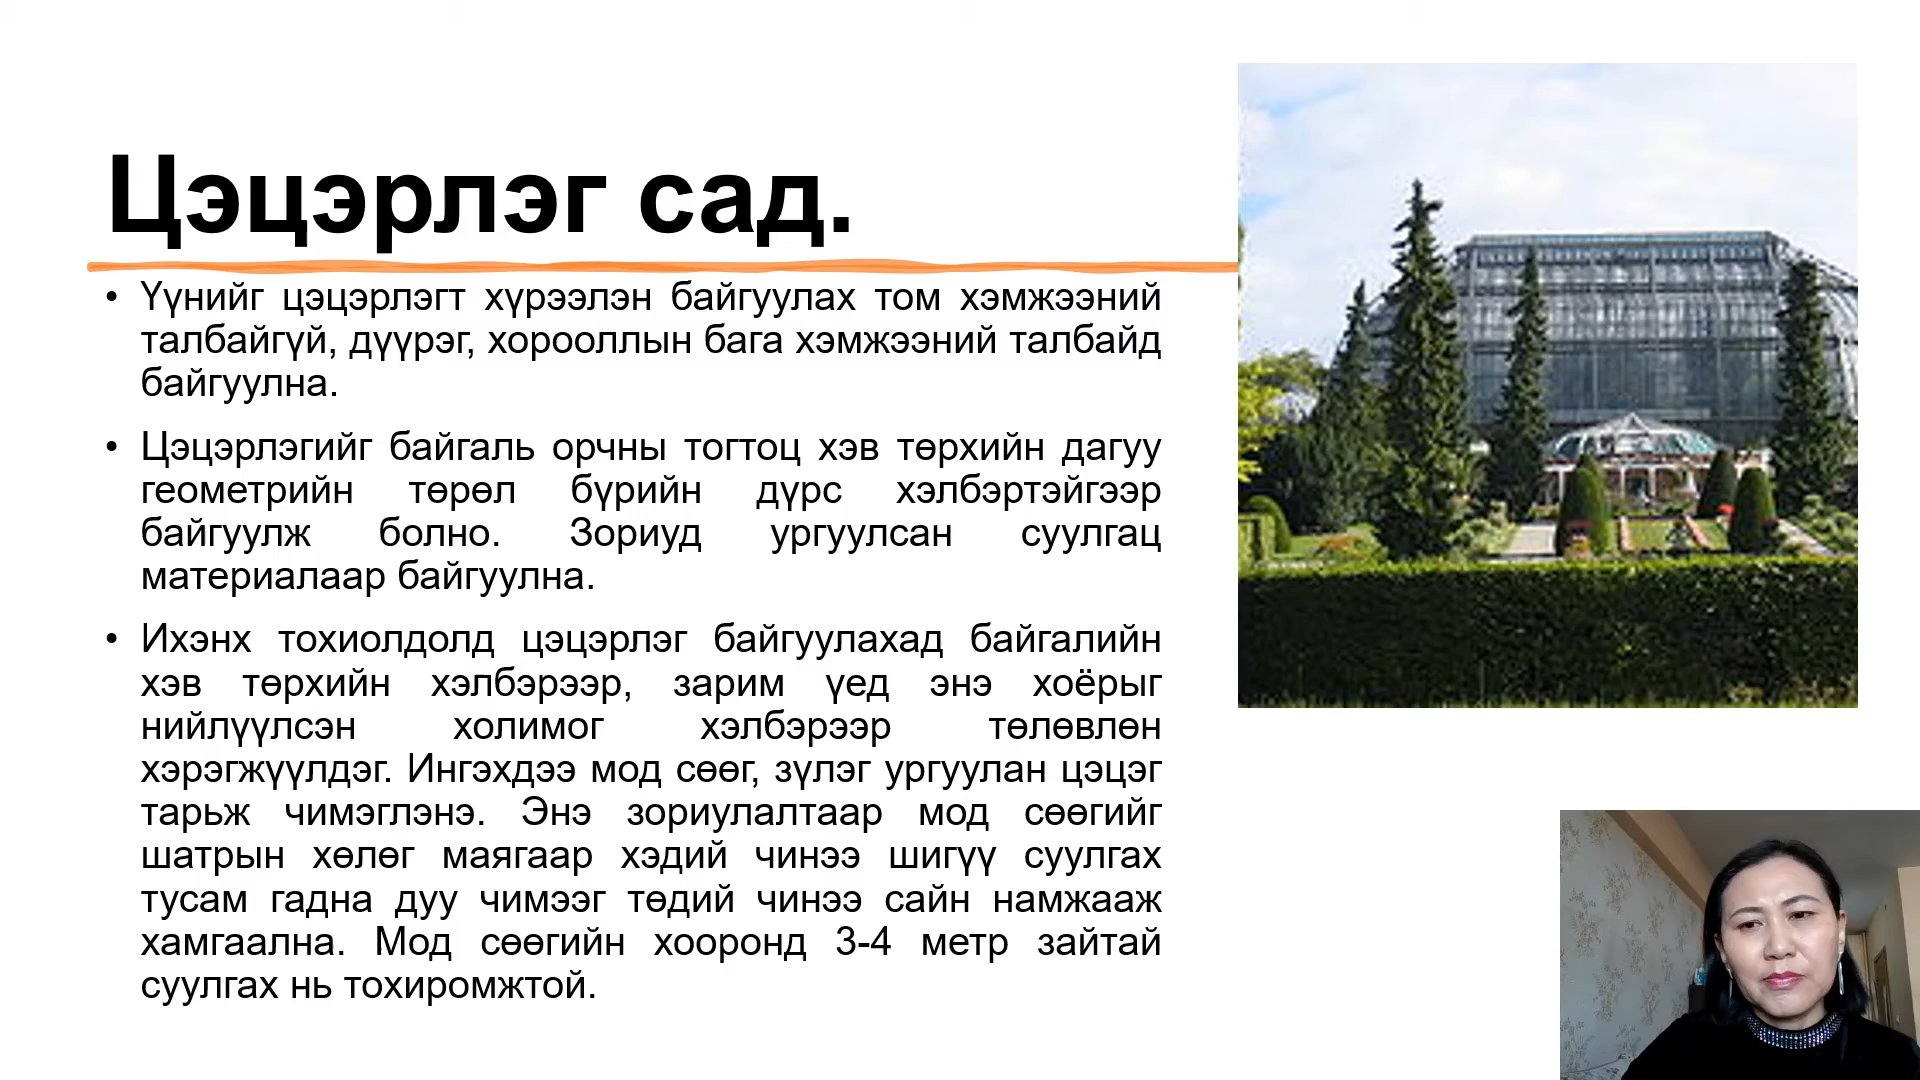 Цэцэрлэг сад.
• Үүнийг цэцэрлэгт хүрээлэн байгуулах том хэмжээний
талбайгүй, дүүрэг, хорооллын бага хэмжээний талбайд
байгуулна.
• Цэцэрлэгийг байгаль орчны тогтоц хэв төрхийн дагуу
геометрийн төрөл бүрийн дүрс хэлбэртэйгээр
байгуулж болно. Зориуд ургуулсан суулгац
материалаар байгуулна.
• Ихэнх тохиолдолд цэцэрлэг байгуулахад байгалийн
хэв төрхийн хэлбэрээр, зарим үед энэ хоёрыг
нийлүүлсэн холимог хэлбэрээр төлөвлөн
хэрэгжүүлдэг. Ингэхдээ мод сөөг, зүлэг ургуулан цэцэг
тарьж чимэглэнэ. Энэ зориулалтаар мод сөөгийг
шатрын хөлөг маягаар хэдий чинээ шигүү суулгах
тусам гадна дуу чимээг төдий чинээ сайн намжааж
хамгаална. Мод сөөгийн хооронд 3-4 метр зайтай
суулгах нь тохиромжтой.